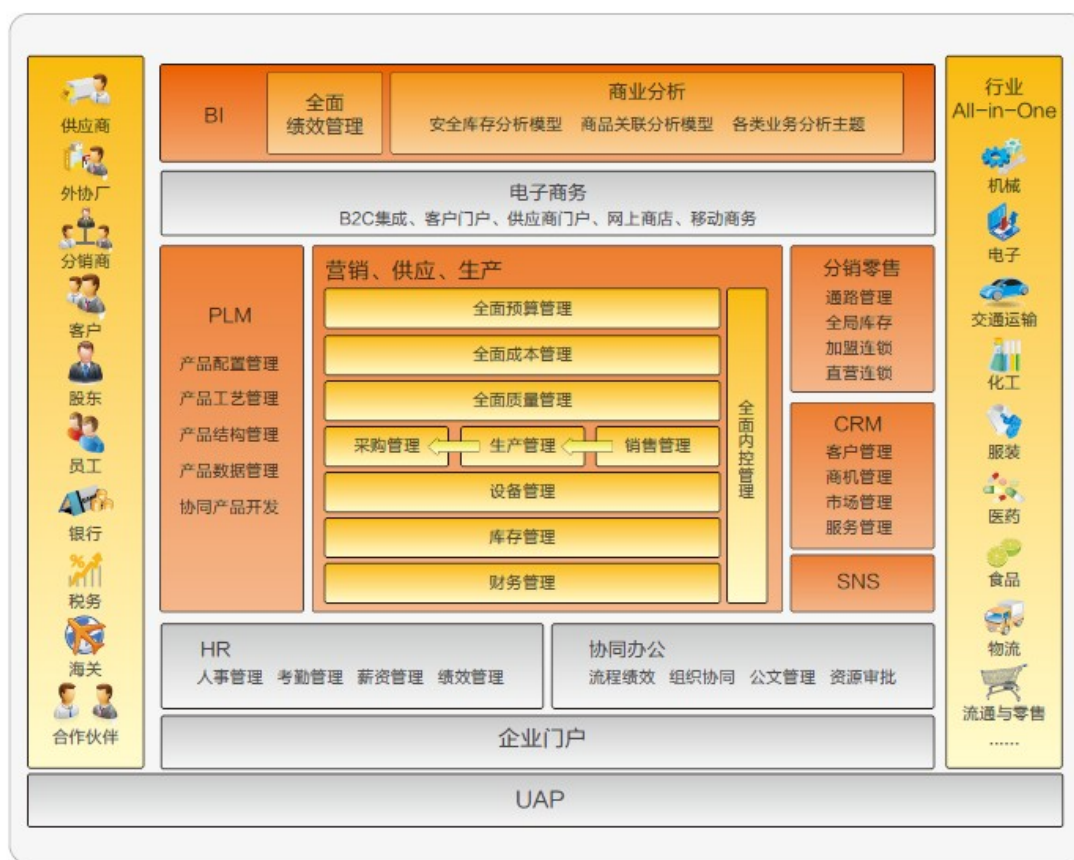 供应商
外协厂
分销商
客户
股东
员工
银行
税务
海关
合作伙伴
BI
全面
绩效管理
商业分析
安全库存分析模型 商品关联分析模型 各类业务分析主题
电子商务
B2C集成、客户门户、供应商门户、网上商店、移动商务
PLM
产品配置管理
产品工艺管理
产品结构管理
产品数据管理
协同产品开发
营销、供应、生产
全面预算管理
全面成本管理
全面质量管理
采购管理 生产管理 销售管理
设备管理
库存管理
财务管理
全面内控管理
分销零售
通路管理
全局库存
加盟连锁
直营连锁
CRM
客户管理
商机管理
市场管理
服务管理
SNS
HR
人事管理 考勤管理 薪资管理 绩效管理
协同办公
流程绩效 组织协同 公文管理 资源审批
企业门户
UAP
行业
All-in-One
机械
电子
交通运输
化工
服装
医药
食品
物流
流通与零售
……